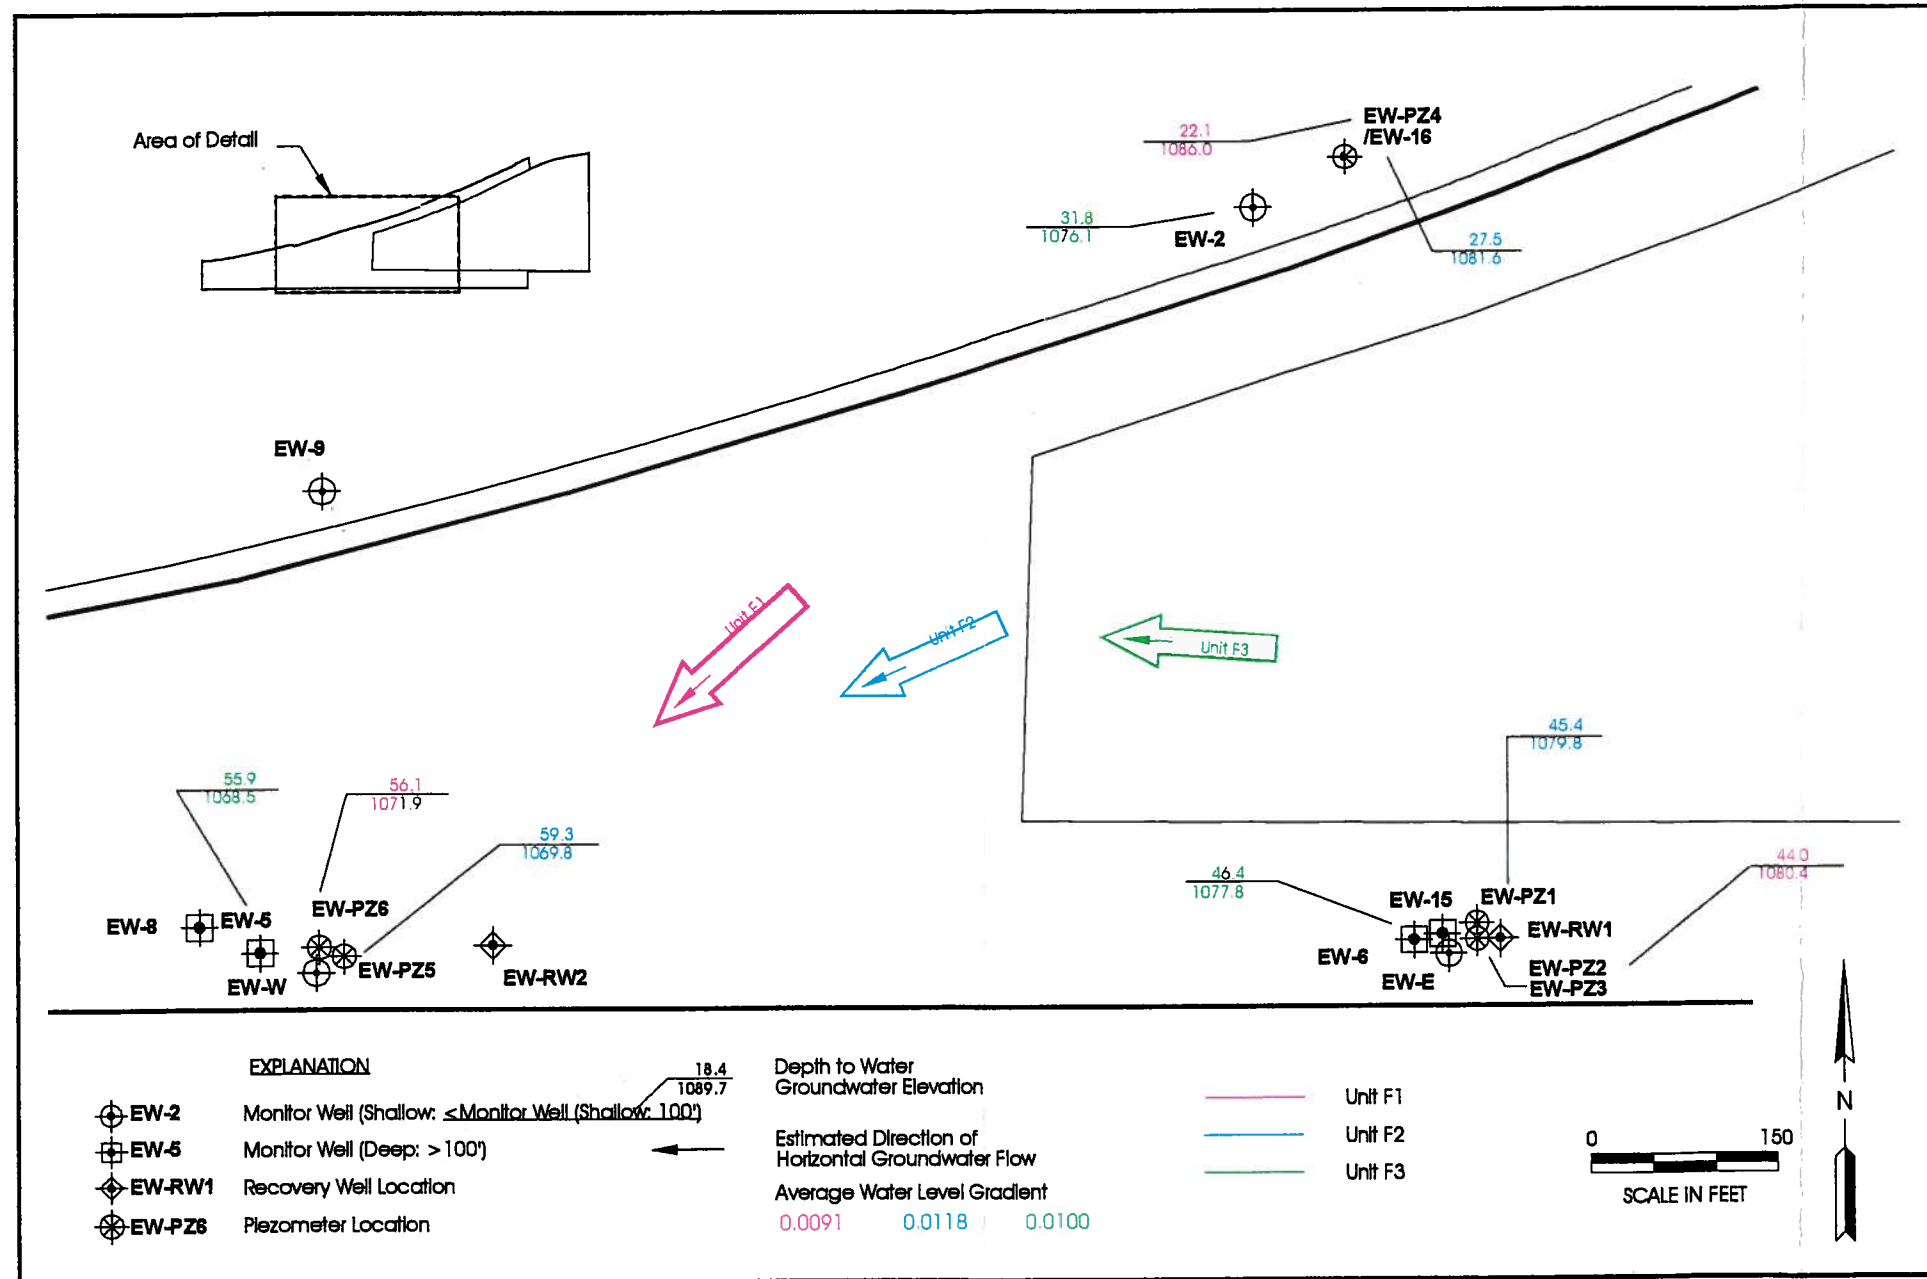 Area of Detail
22.1
1086.0
EW-PZ4
/EW-16
31.8
1076.1
EW-2
27.5
1081.6
EW-9
Unit F1
Unit F2
Unit F3
45.4
1079.8
55.9
1068.5
56.1
1071.9
59.3
1069.8
44.0
1080.4
46.4
1077.8
EW-8
EW-5
EW-PZ6
EW-W
EW-PZ5
EW-RW2
EW-15
EW-PZ1
EW-RW1
EW-6
EW-E
EW-PZ2
EW-PZ3
EXPLANATION
EW-2 Monitor Well (Shallow: <Monitor Well (Shallow: 100')
EW-5 Monitor Well (Deep: >100')
EW-RW1 Recovery Well Location
EW-PZ6 Piezometer Location
18.4
1089.7
Depth to Water
Groundwater Elevation
Estimated Direction of
Horizontal Groundwater Flow
Average Water Level Gradient
0.0091 0.0118 0.0100
Unit F1
Unit F2
Unit F3
0 150
SCALE IN FEET
N